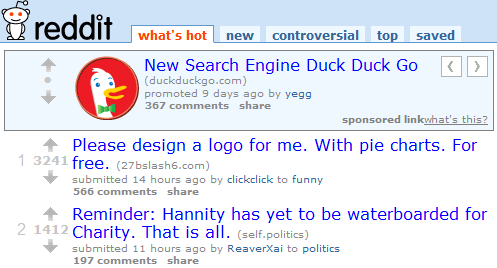 reddit
what's hot new controversial top saved
New Search Engine Duck Duck Go
(duckduckgo.com)
promoted 9 days ago by yegg
367 comments share
sponsored link what's this?
1 3241 Please design a logo for me. With pie charts. For
free. (27bslash6.com)
submitted 14 hours ago by clickclick to funny
566 comments share
2 1412 Reminder: Hannity has yet to be waterboarded for
Charity. That is all. (self.politics)
submitted 11 hours ago by ReaverXai to politics
197 comments share